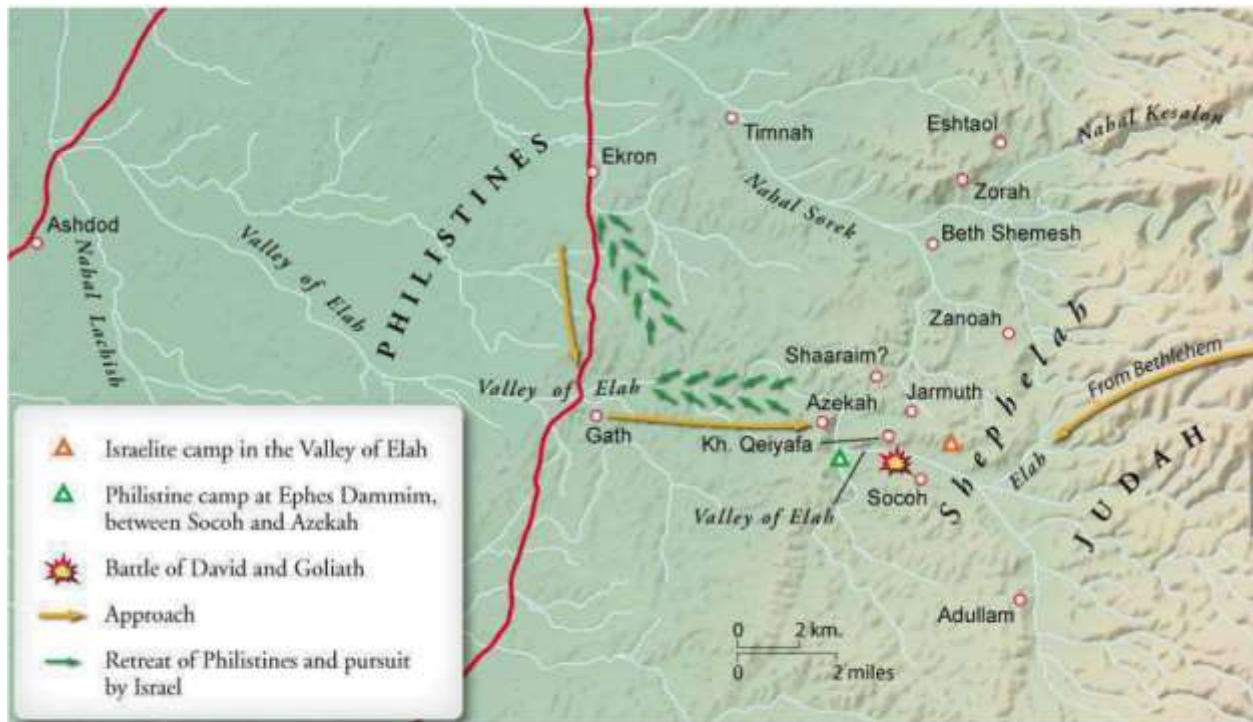 Timnah
Eshtaol
Nahal Kesalon
Ekron
Zorah
PHILISTINES
Nahal Sorek
Ashdod
Beth Shemesh
Nahal Lachish
Valley of Elah
Zanoah
Shephelah
From Bethlehem
Shaaraim?
Valley of Elah
Azekah
Jarmuth
Gath
Kh. Qeiyafa
Elah
JUDAH
Socoh
Valley of Elah
Adullam
0 2 km.
0 2 miles
Israelite camp in the Valley of Elah
Philistine camp at Ephes Dammim,
between Socoh and Azekah
Battle of David and Goliath
Approach
Retreat of Philistines and pursuit
by Israel